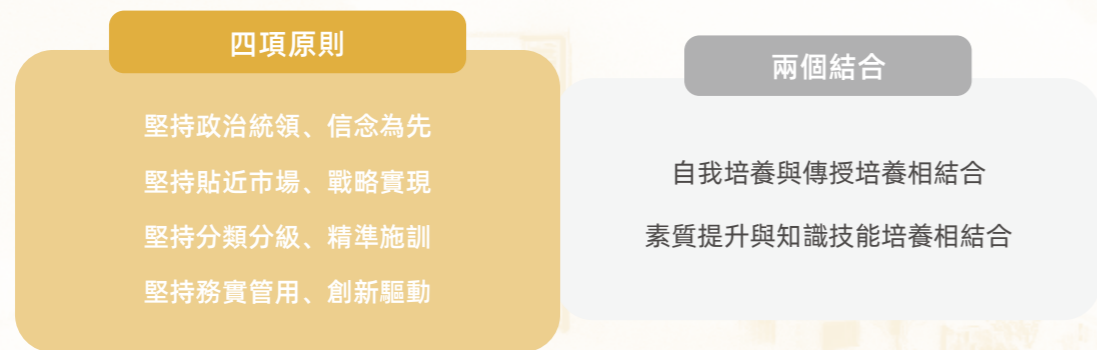 四項原則
堅持政治統領、信念為先
堅持貼近市場、戰略實現
堅持分類分級、精準施訓
堅持務實管用、創新驅動
兩個結合
自我培養與傳授培養相結合
素質提升與知識技能培養相結合